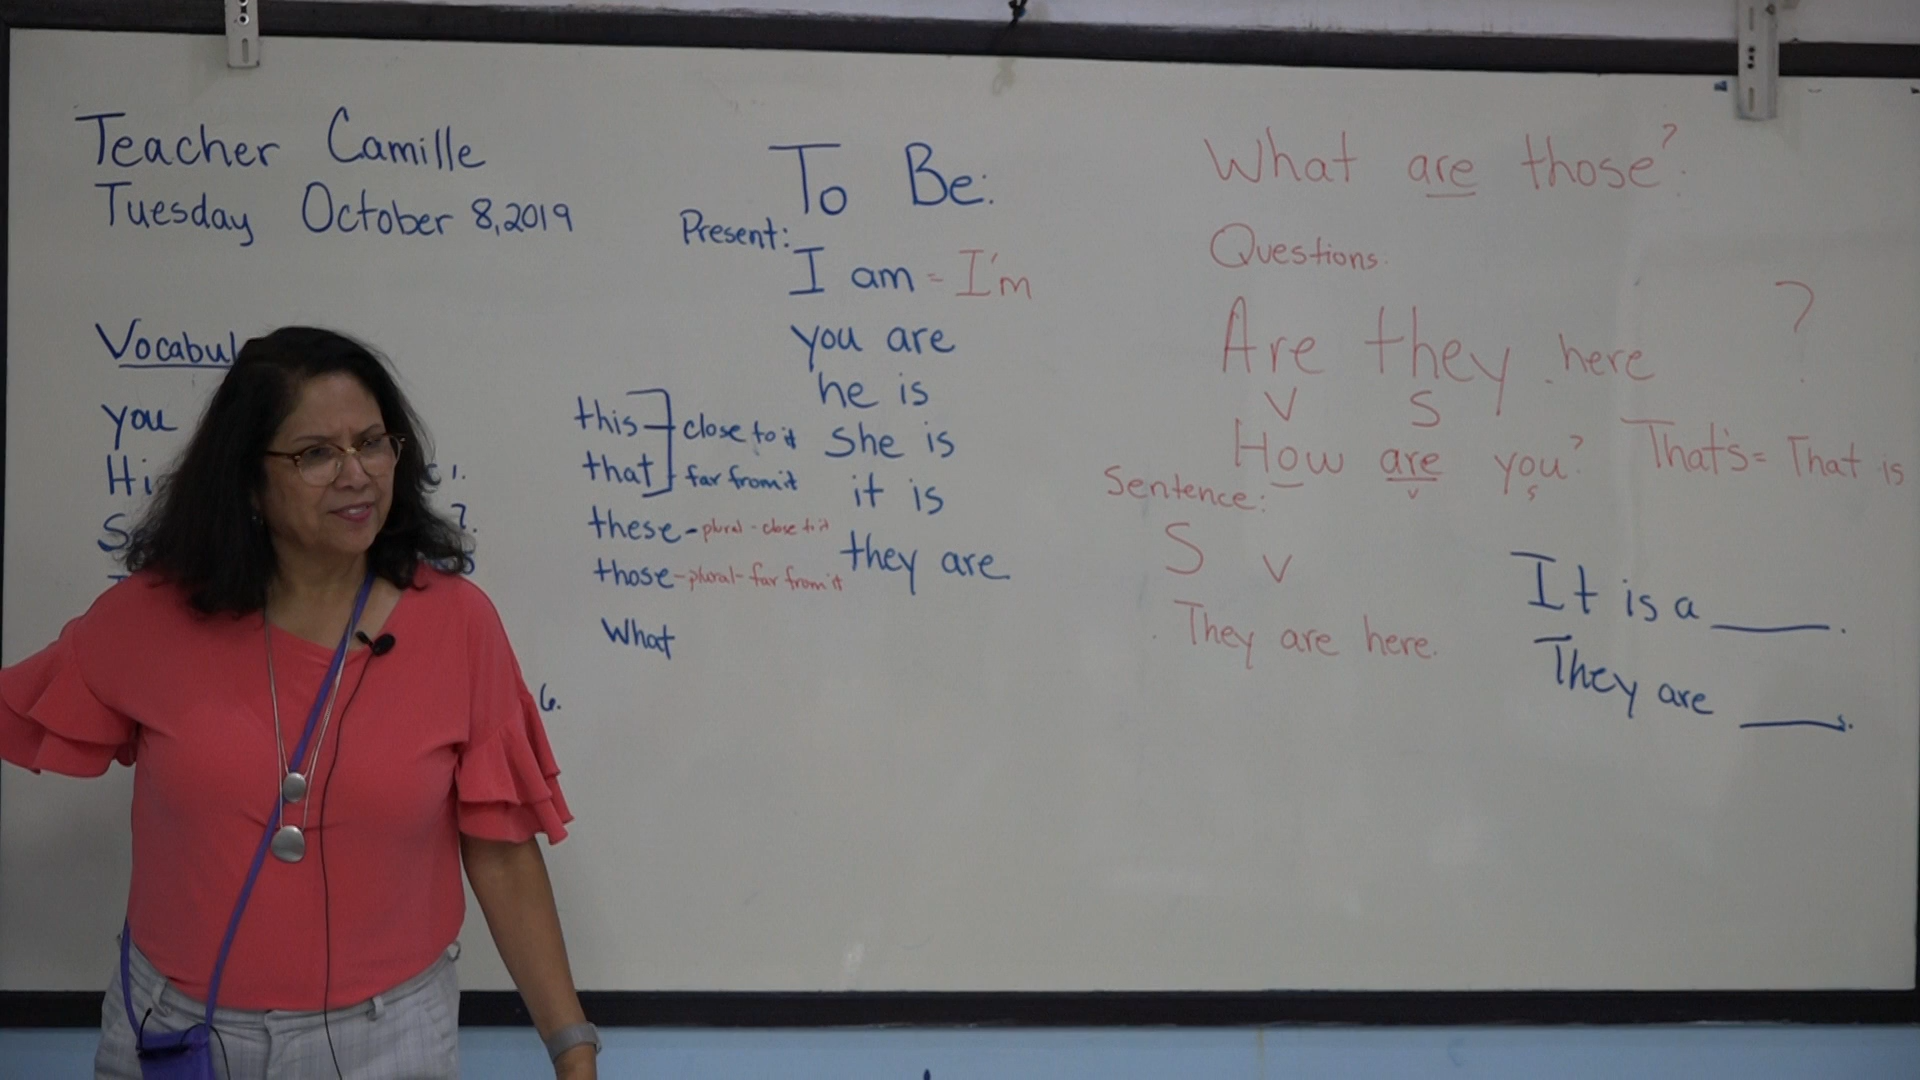 Teacher Camille
Tuesday October 8, 2019
you
Hi
6.
To Be:
Present:
I am = I'm
you are
he is
she is
it is
they are
this close to it
that far from it
these - plural - close to it
those - plural - far from it
What
What are those?
Questions:
Are they here ?
V S
How are you?
v s
That's = That is
Sentence:
S V
They are here.
It is a ____.
They are ____s.